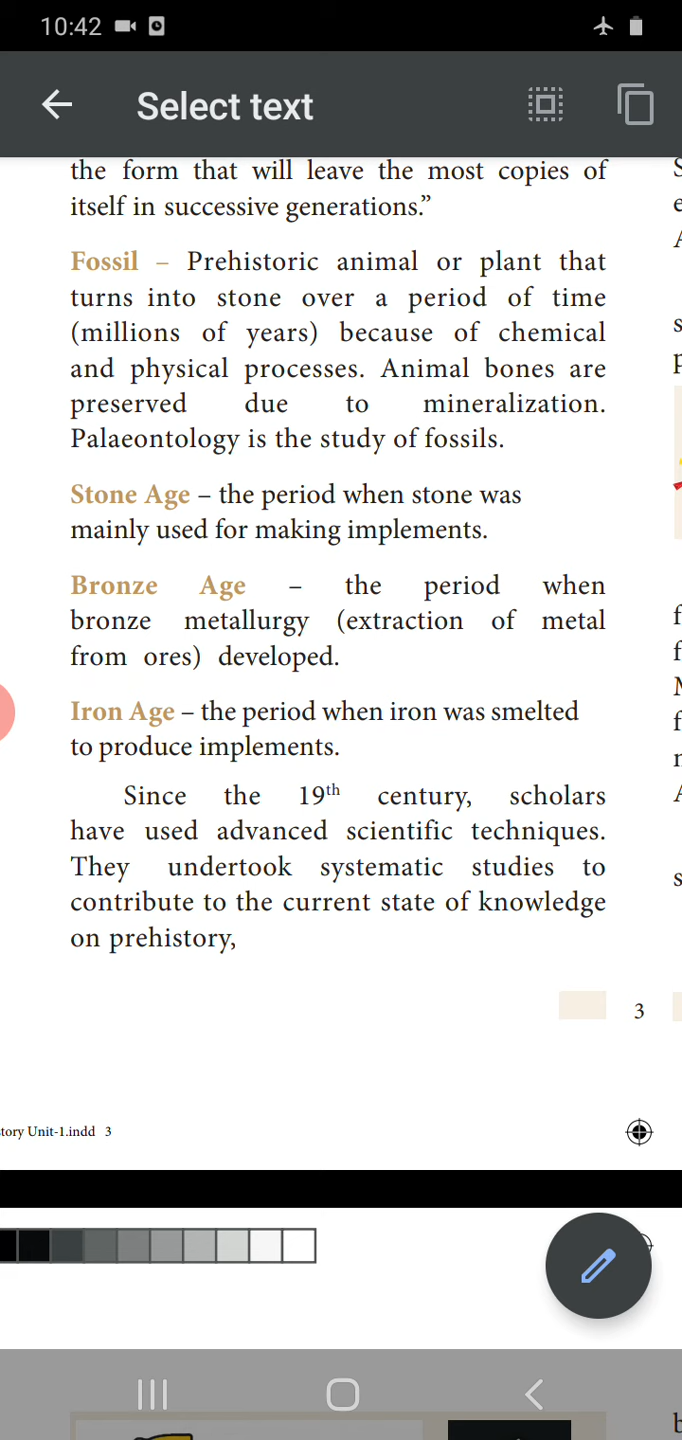 10:42
Select text
the form that will leave the most copies of
itself in successive generations.”
Fossil – Prehistoric animal or plant that
turns into stone over a period of time
(millions of years) because of chemical
and physical processes. Animal bones are
preserved due to mineralization.
Palaeontology is the study of fossils.
Stone Age – the period when stone was
mainly used for making implements.
Bronze Age – the period when
bronze metallurgy (extraction of metal
from ores) developed.
Iron Age – the period when iron was smelted
to produce implements.
Since the 19th century, scholars
have used advanced scientific techniques.
They undertook systematic studies to
contribute to the current state of knowledge
on prehistory,
3
Unit-1.indd 3